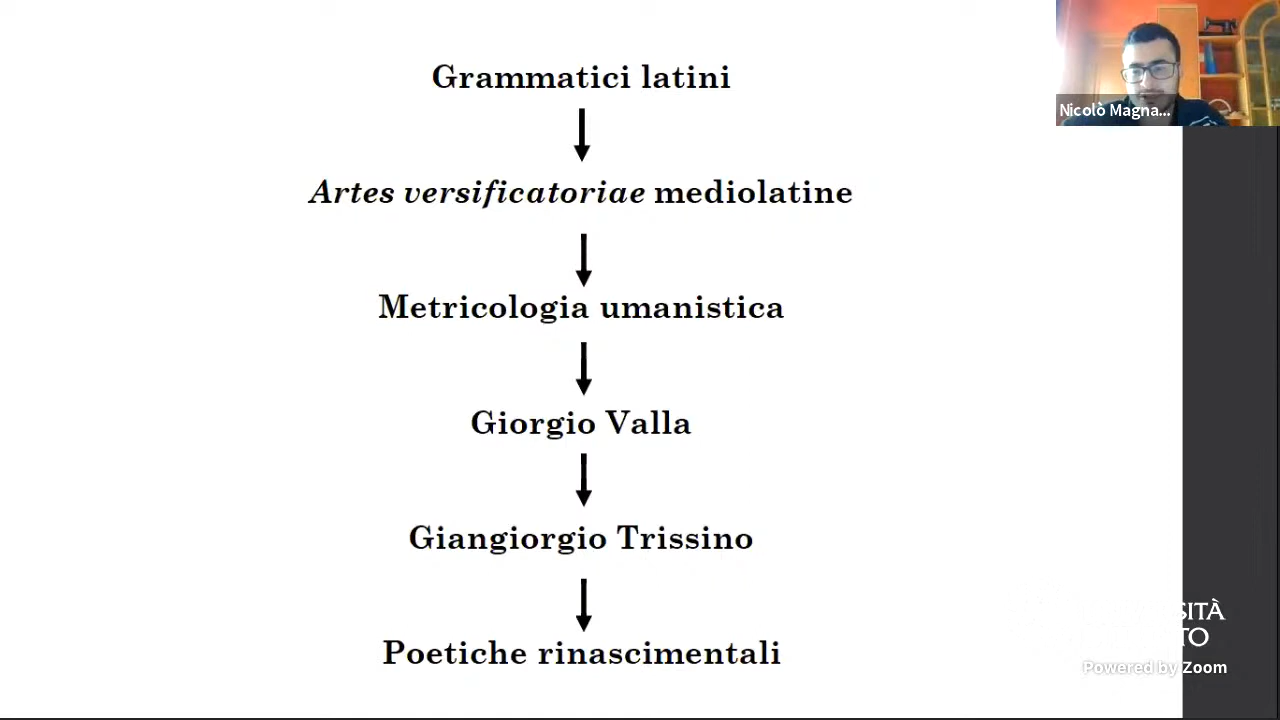 Grammatici latini
Nicolò Magna...
Artes versificatoriae mediolatine
Metricologia umanistica
Giorgio Valla
Giangiorgio Trissino
Poetiche rinascimentali
SITÀ
TO
Powered by Zoom